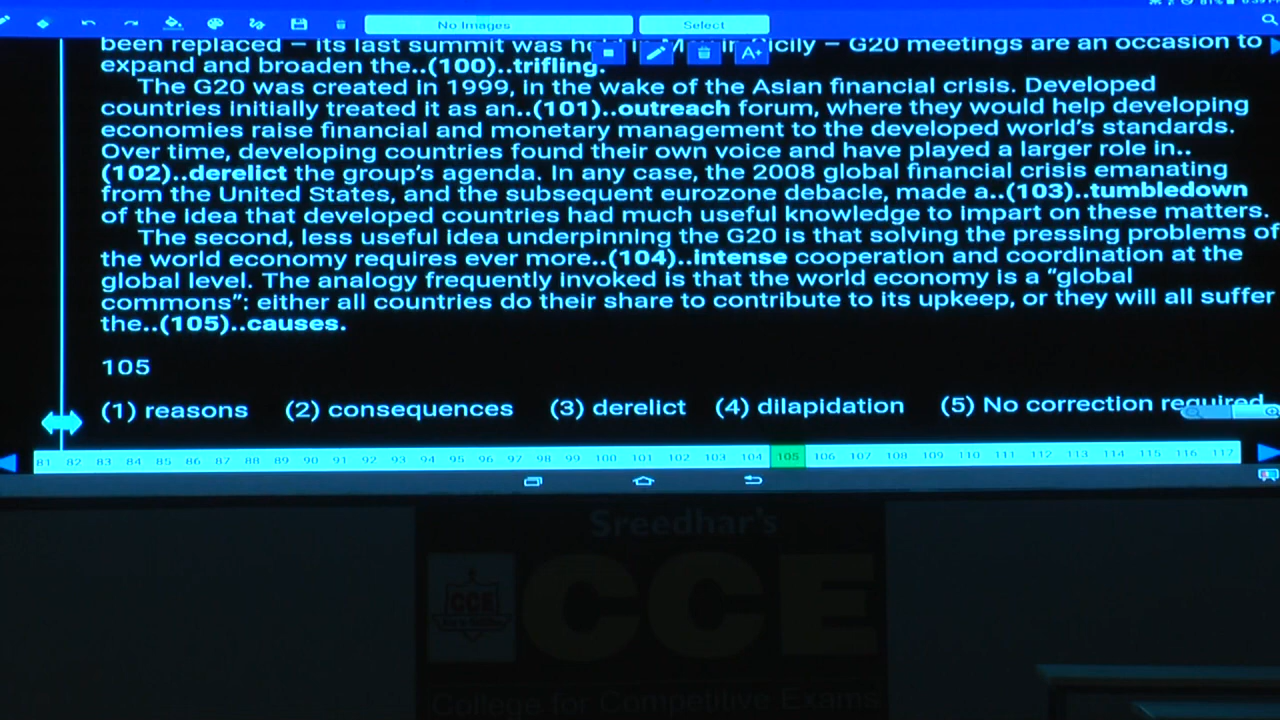 No Images
Select
been replaced – its last summit was – G20 meetings are an occasion to
expand and broaden the..(100)..trifling.
The G20 was created in 1999, in the wake of the Asian financial crisis. Developed
countries initially treated it as an..(101)..outreach forum, where they would help developing
economies raise financial and monetary management to the developed world's standards.
Over time, developing countries found their own voice and have played a larger role in..
(102)..derelict the group's agenda. In any case, the 2008 global financial crisis emanating
from the United States, and the subsequent eurozone debacle, made a..(103)..tumbledown
of the idea that developed countries had much useful knowledge to impart on these matters.
The second, less useful idea underpinning the G20 is that solving the pressing problems of
the world economy requires ever more..(104)..intense cooperation and coordination at the
global level. The analogy frequently invoked is that the world economy is a “global
commons”: either all countries do their share to contribute to its upkeep, or they will all suffer
the..(105)..causes.
105
(1) reasons (2) consequences (3) derelict (4) dilapidation (5) No correction required
81 82 83 84 85 86 87 88 89 90 91 92 93 94 95 96 97 98 99 100 101 102 103 104 105 106 107 108 109 110 111 112 113 114 115 116 117
Sreedhar's
CCE
CCE
College for Competitive Exams